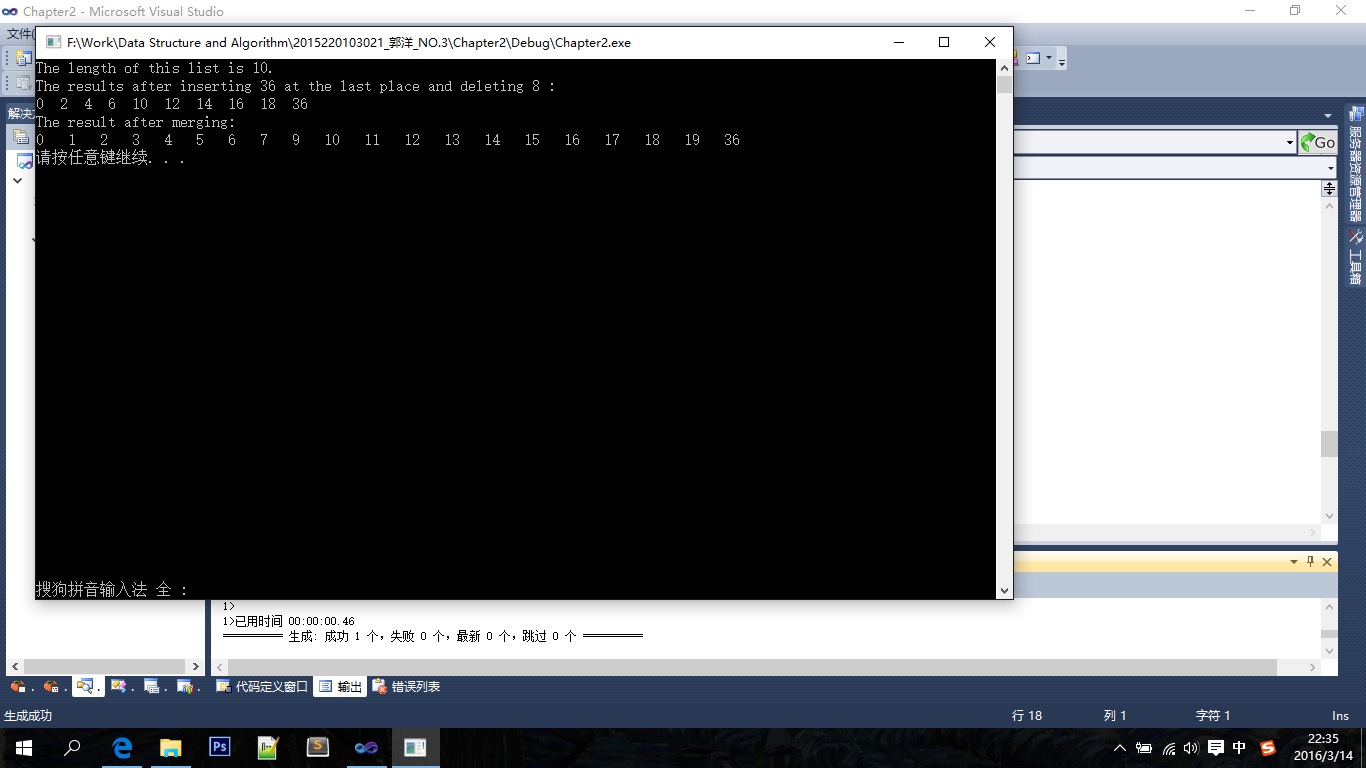 Chapter2 - Microsoft Visual Studio
文件(
F:\Work\Data Structure and Algorithm\2015220103021_郭洋_NO.3\Chapter2\Debug\Chapter2.exe
The length of this list is 10.
The results after inserting 36 at the last place and deleting 8 :
0 2 4 6 10 12 14 16 18 36
The result after merging:
0 1 2 3 4 5 6 7 9 10 11 12 13 14 15 16 17 18 19 36
请按任意键继续. . .
搜狗拼音输入法 全 :
解决
Go
服务器资源管理器
工具箱
1>
1>已用时间 00:00:00.46
========== 生成: 成功 1 个，失败 0 个，最新 0 个，跳过 0 个 ==========
代码定义窗口 输出 错误列表
生成成功 行 18 列 1 字符 1 Ins
Ps S 中 S 22:35
2016/3/14